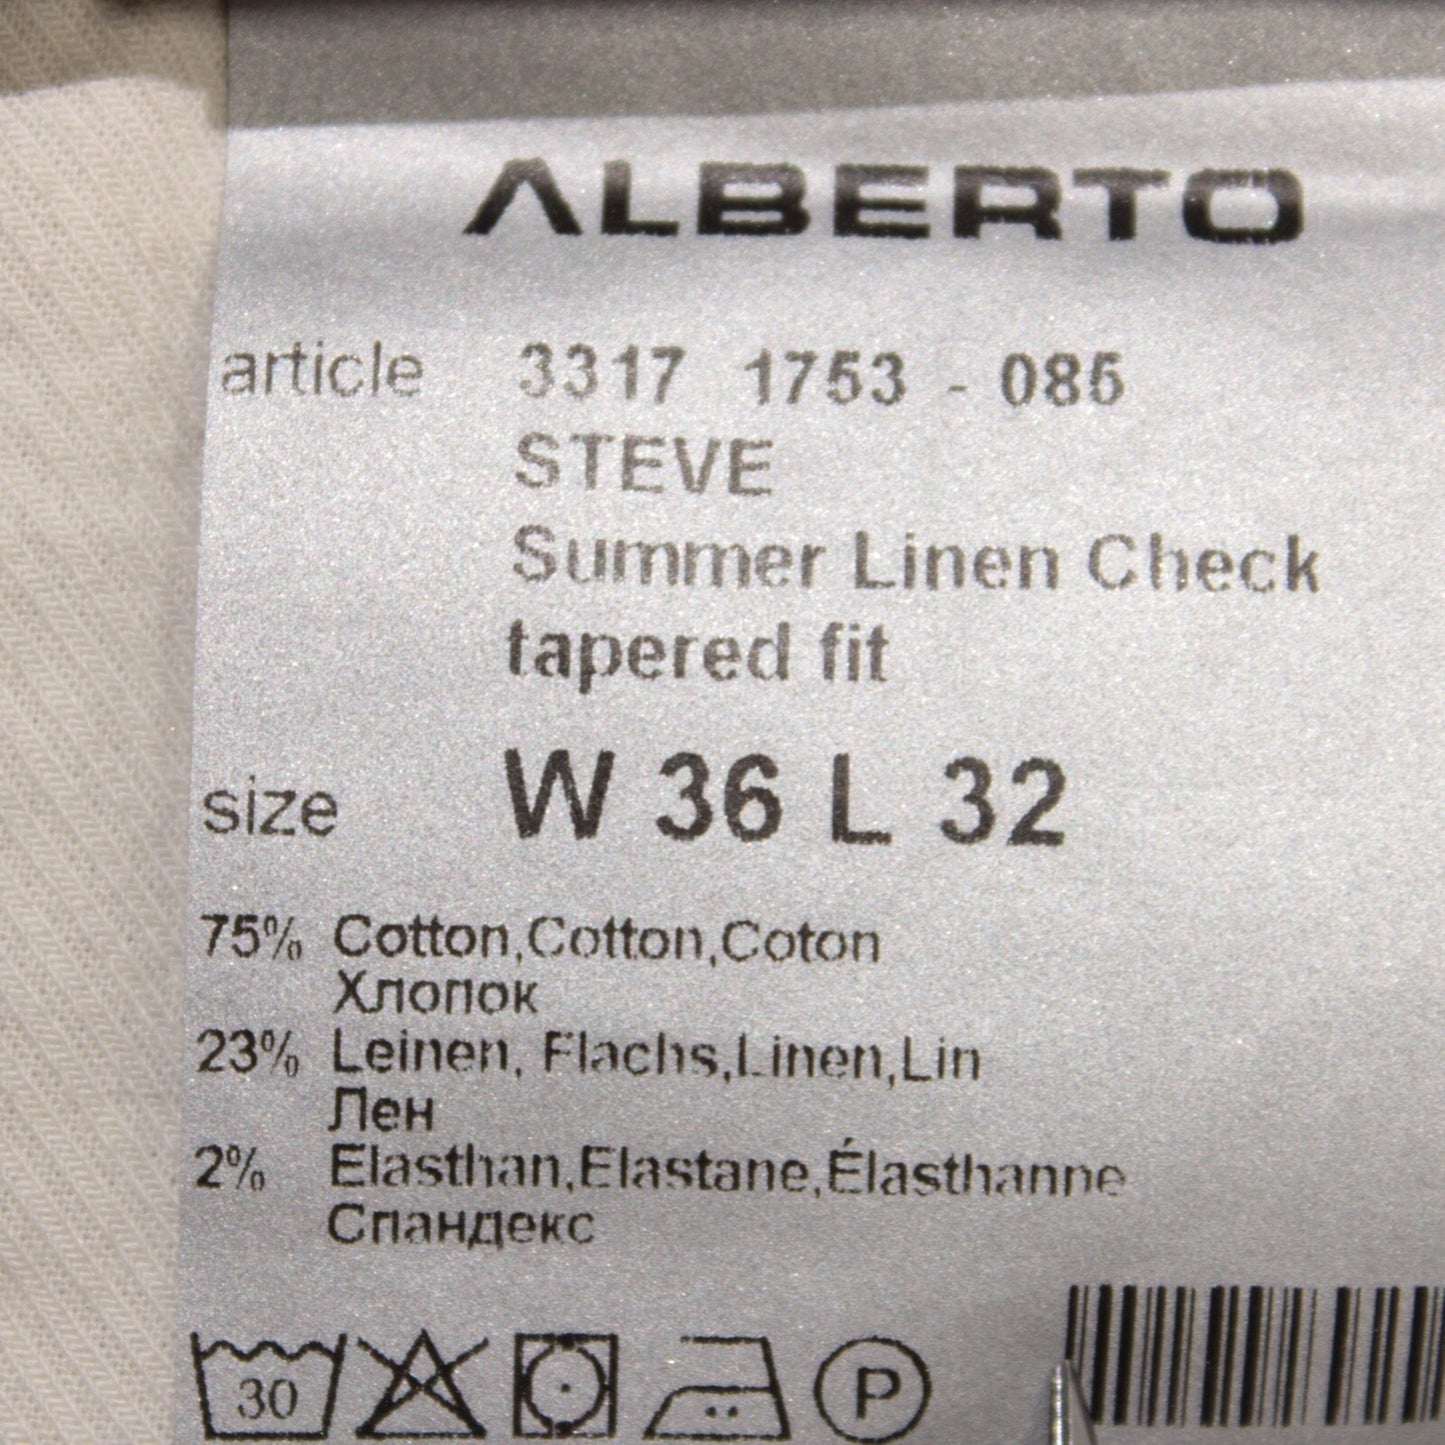 ALBERTO
article 3317 1753 - 085
STEVE
Summer Linen Check
tapered fit
size W 36 L 32
75% Cotton,Cotton,Coton
Хлопок
23% Leinen, Flachs,Linen,Lin
Лен
2% Elasthan,Elastane,Élasthanne
Спандекс
30 P